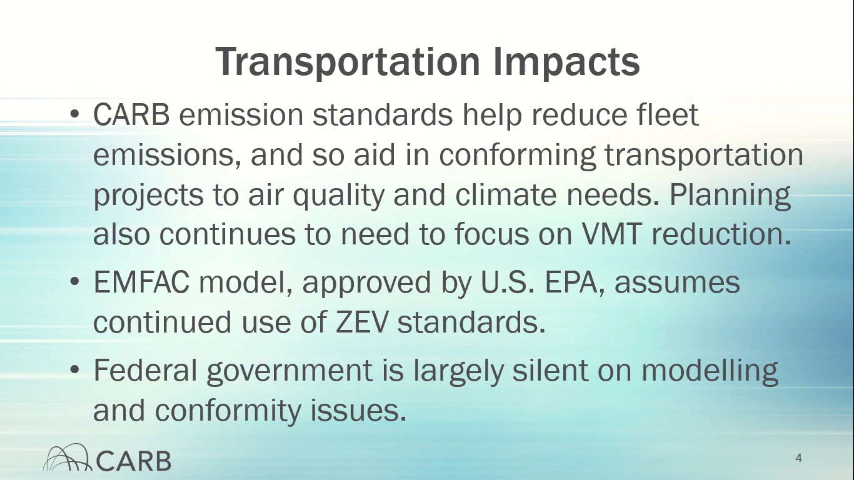 Transportation Impacts
• CARB emission standards help reduce fleet
emissions, and so aid in conforming transportation
projects to air quality and climate needs. Planning
also continues to need to focus on VMT reduction.
• EMFAC model, approved by U.S. EPA, assumes
continued use of ZEV standards.
• Federal government is largely silent on modelling
and conformity issues.
CARB
4